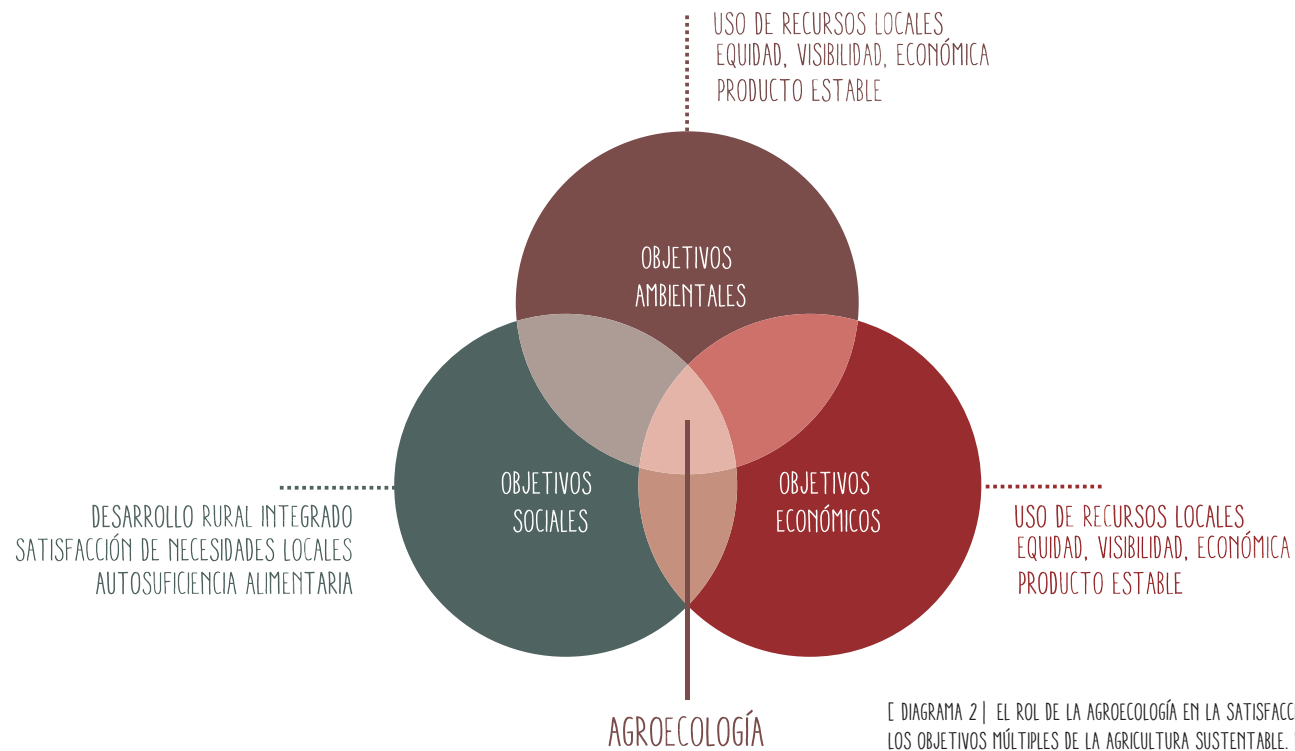 USO DE RECURSOS LOCALES
EQUIDAD, VISIBILIDAD, ECONÓMICA
PRODUCTO ESTABLE
OBJETIVOS
AMBIENTALES
OBJETIVOS
SOCIALES
OBJETIVOS
ECONÓMICOS
DESARROLLO RURAL INTEGRADO
SATISFACCIÓN DE NECESIDADES LOCALES
AUTOSUFICIENCIA ALIMENTARIA
USO DE RECURSOS LOCALES
EQUIDAD, VISIBILIDAD, ECONÓMICA
PRODUCTO ESTABLE
AGROECOLOGÍA
[ DIAGRAMA 2| EL ROL DE LA AGROECOLOGÍA EN LA
LOS OBJETIVOS MÚLTIPLES DE LA AGRICULTURA SUSTENTABLE.